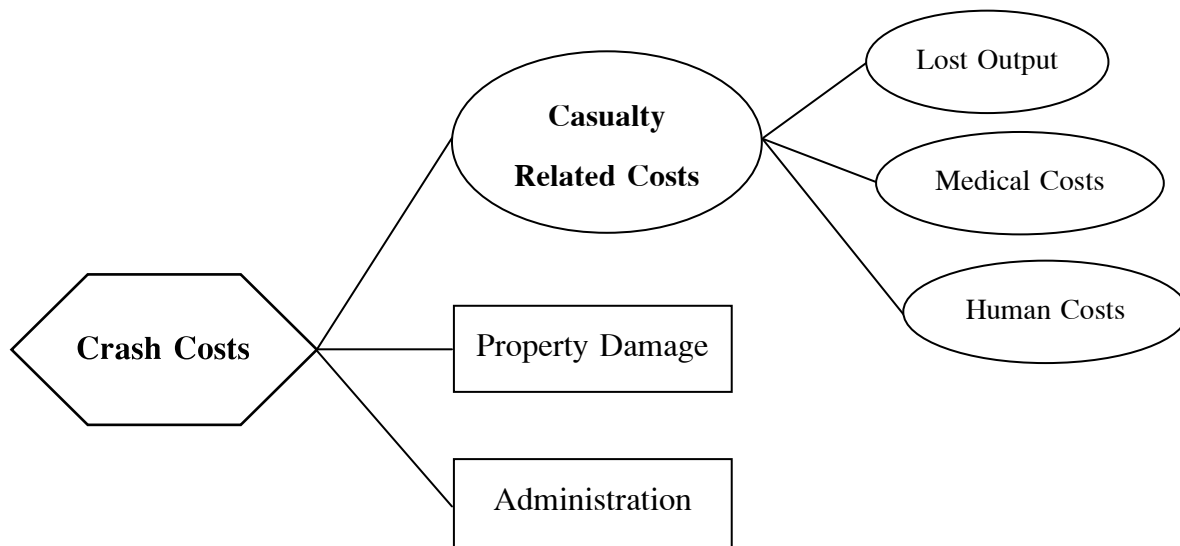 Lost Output
Casualty
Related Costs
Medical Costs
Human Costs
Crash Costs
Property Damage
Administration